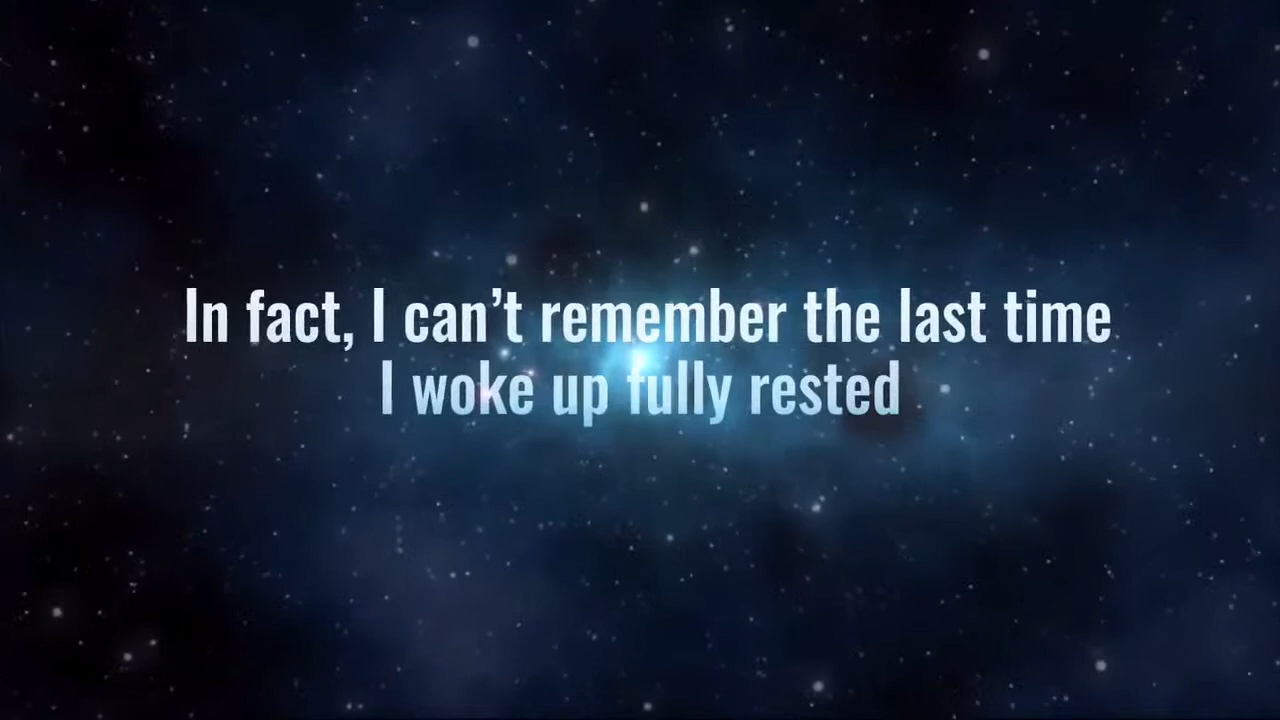 In fact, I can’t remember the last time
I woke up fully rested